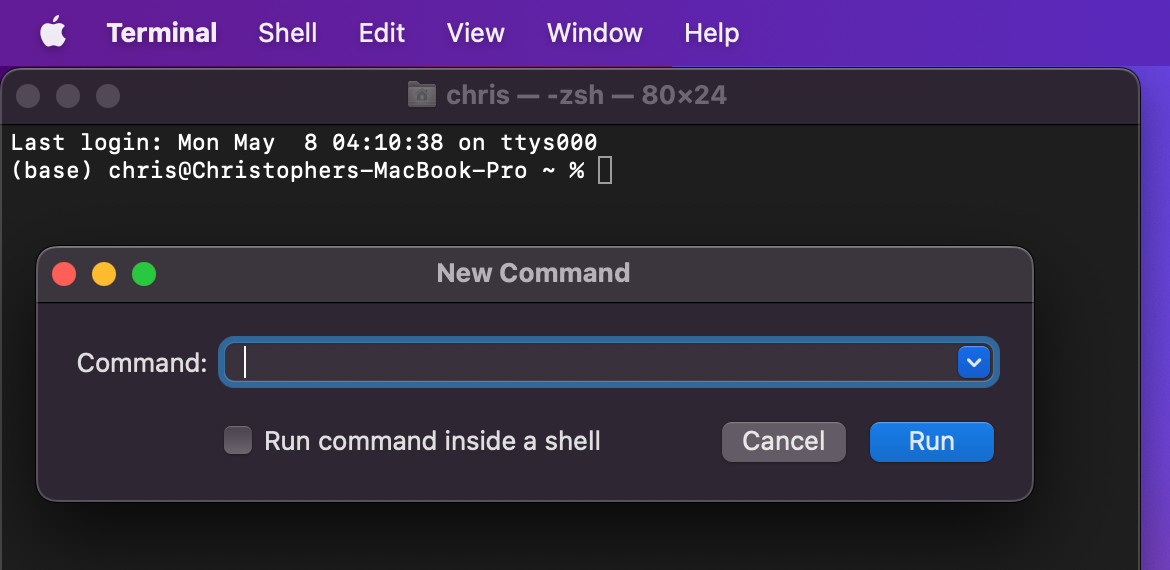 Terminal Shell Edit View Window Help
chris — -zsh — 80×24
Last login: Mon May  8 04:10:38 on ttys000
(base) chris@Christophers-MacBook-Pro ~ %
New Command
Command:
Run command inside a shell Cancel Run